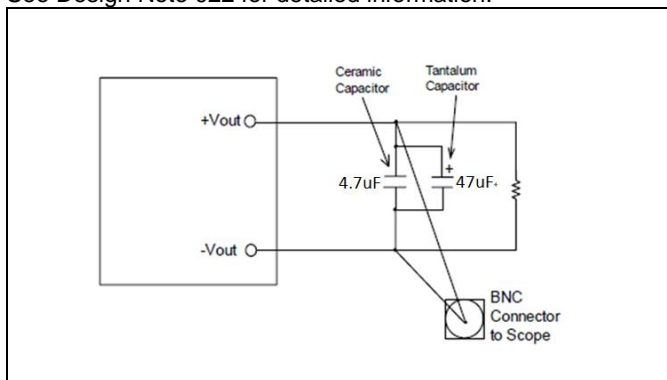 See Design Note 022 for detailed information.
Ceramic
Capacitor
Tantalum
Capacitor
+Vout
+
4.7uF
47uF
-Vout
BNC
Connector
to Scope